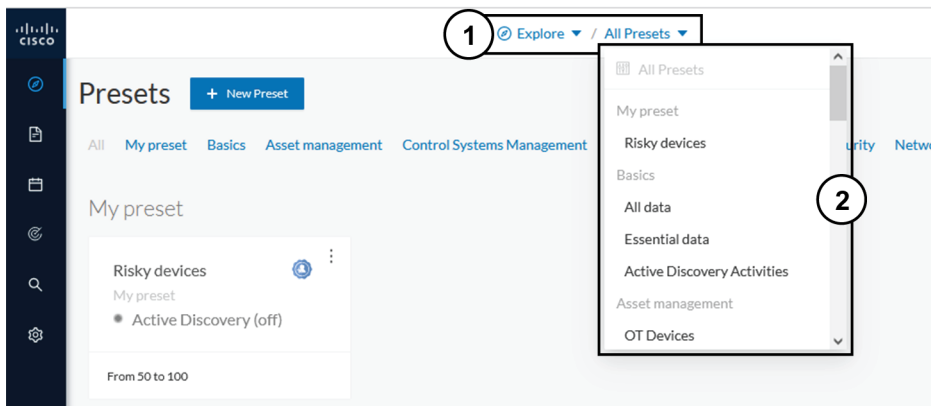 cisco
1
Explore / All Presets
Presets
+ New Preset
All Presets
All My preset Basics Asset management Control Systems Management
My preset
Risky devices
Basics
All data
Essential data
Active Discovery Activities
Asset management
OT Devices
2
My preset
Risky devices
My preset
Active Discovery (off)
From 50 to 100